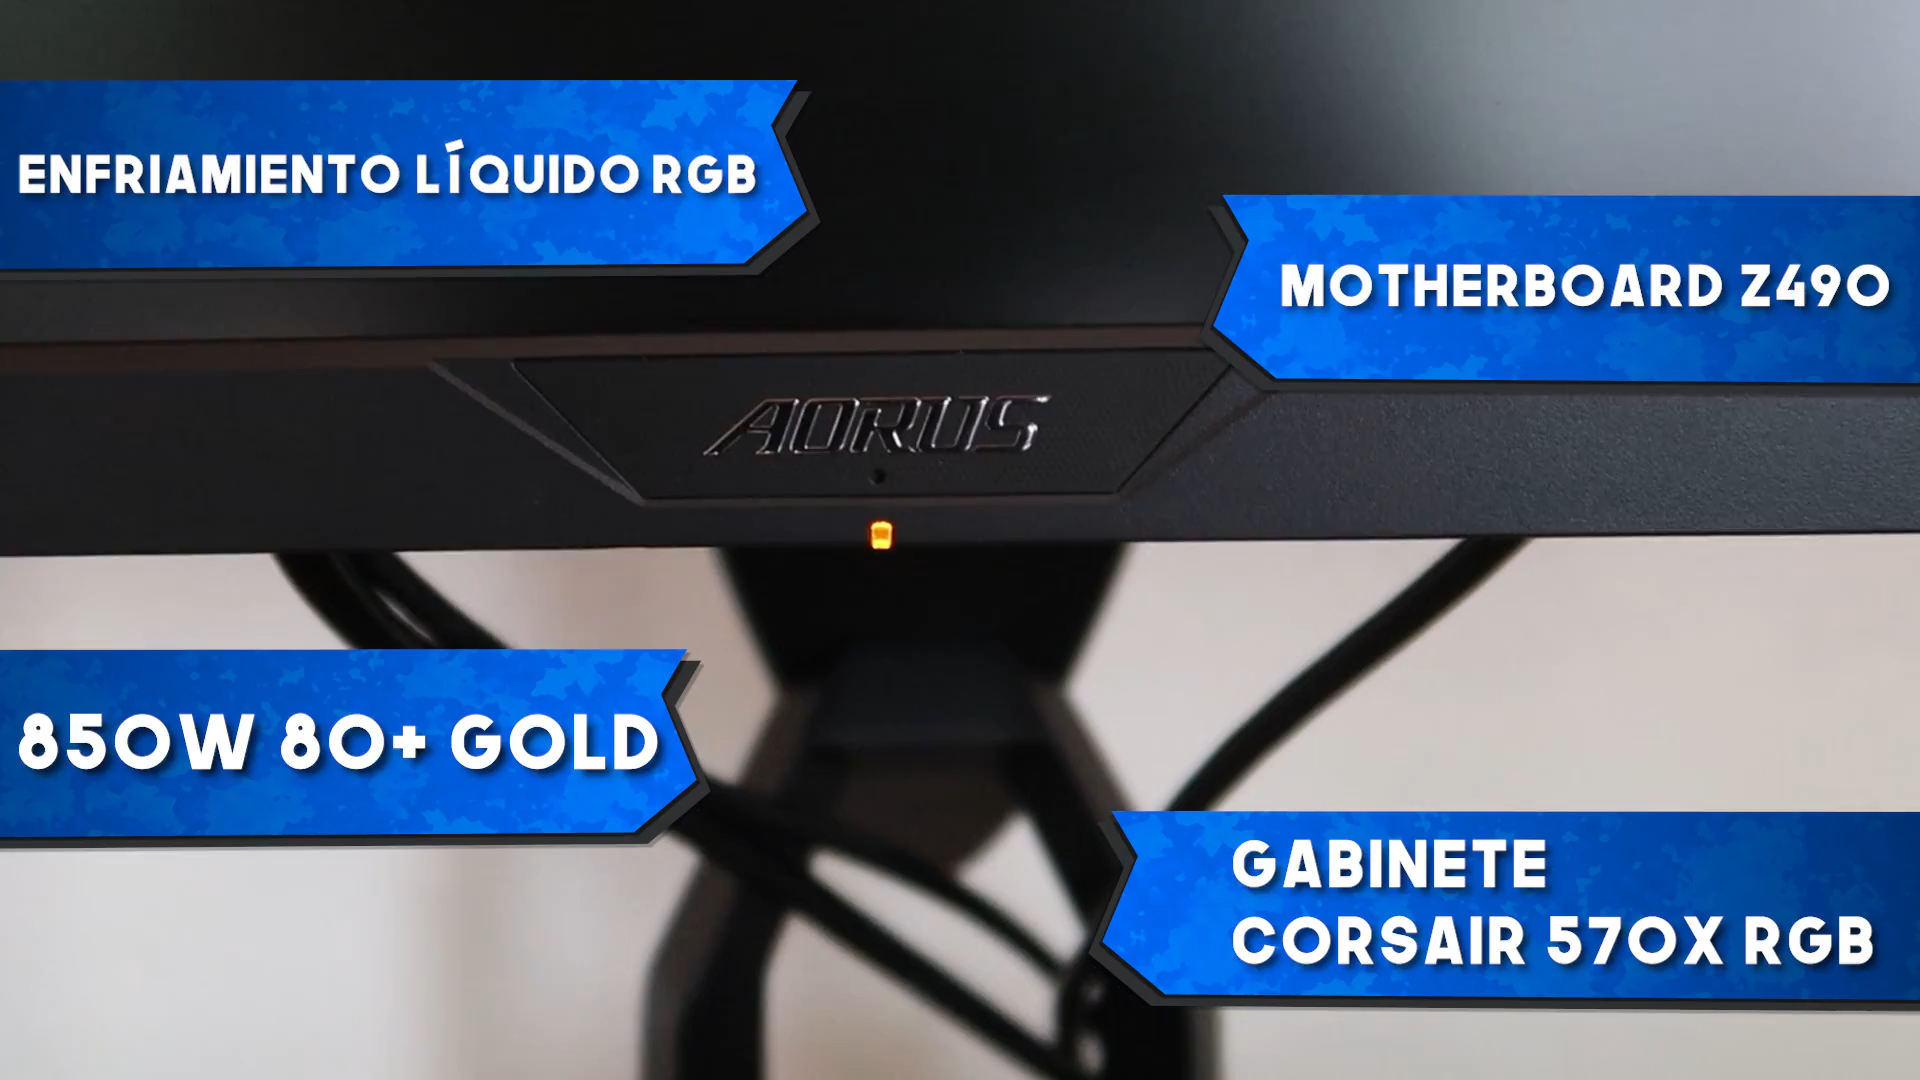 ENFRIAMIENTO LÍQUIDO RGB
MOTHERBOARD Z490
AORUS
850W 80+ GOLD
GABINETE
CORSAIR 570X RGB